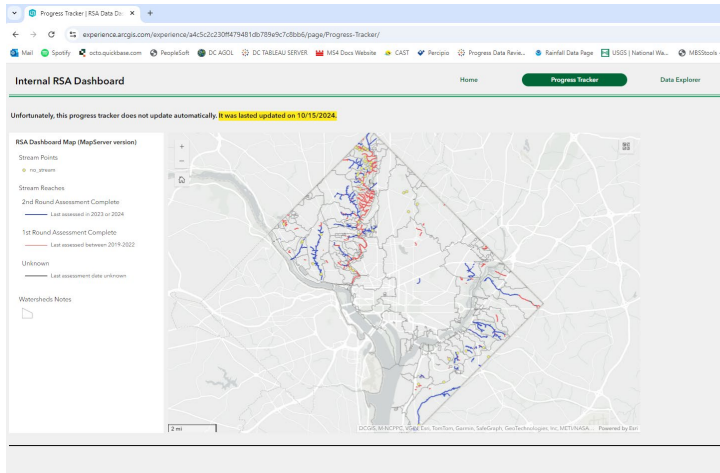 Progress Tracker | RSA Data Da
experience.arcgis.com/experience/a4c5c2c230ff479481db789e9c7c8bb6/page/Progress-Tracker/
Mail Spotify octo.quickbase.com PeopleSoft DC AGOL DC TABLEAU SERVER MS4 Docs Website CAST Percipio Progress Data Revie... Rainfall Data Page USGS | National Wa... MBSStools -
Internal RSA Dashboard
Home Progress Tracker Data Explorer
Unfortunately, this progress tracker does not update automatically. It was lasted updated on 10/15/2024.
RSA Dashboard Map (MapServer version)
Stream Points
no_stream
Stream Reaches
2nd Round Assessment Complete
Last assessed in 2023 or 2024
1st Round Assessment Complete
Last assessed between 2019-2022
Unknown
Last assessment date unknown
Watersheds Notes
2 mi
DCGIS, M-NCPPC, VGIN, Esri, TomTom, Garmin, SafeGraph, GeoTechnologies, Inc, METI/NASA,... Powered by Esri